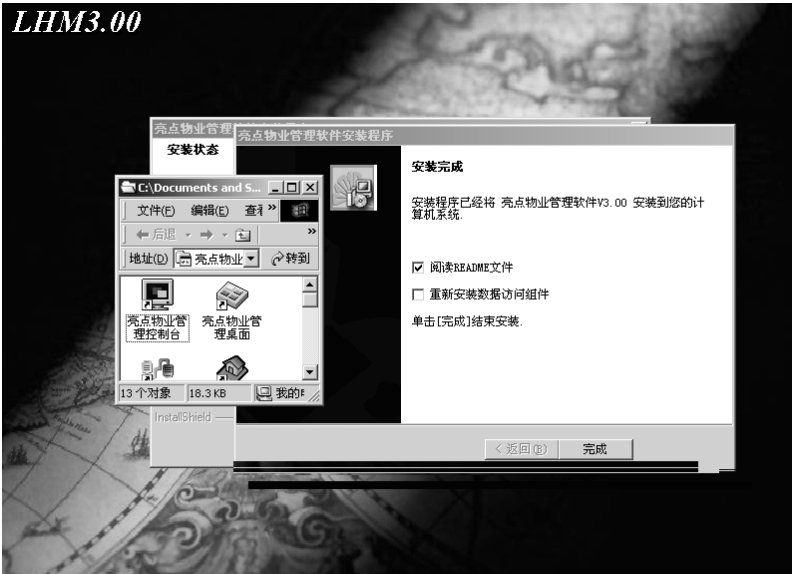 LHM3.00
亮点物业管理
安装状态
亮点物业管理软件安装程序
安装完成
安装程序已经将 亮点物业管理软件V3.00 安装到您的计
算机系统.
阅读README文件
重新安装数据访问组件
单击[完成]结束安装.
C:\Documents and S...
文件(F) 编辑(E) 查 »
后退 »
地址(D) 亮点物业 转到
亮点物业管
理控制台
亮点物业管
理桌面
13 个对象 18.3 KB 我的
InstallShield
< 返回(B) 完成